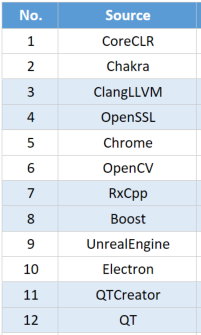 No. Source
1 CoreCLR
2 Chakra
3 ClangLLVM
4 OpenSSL
5 Chrome
6 OpenCV
7 RxCpp
8 Boost
9 UnrealEngine
10 Electron
11 QTCreator
12 QT